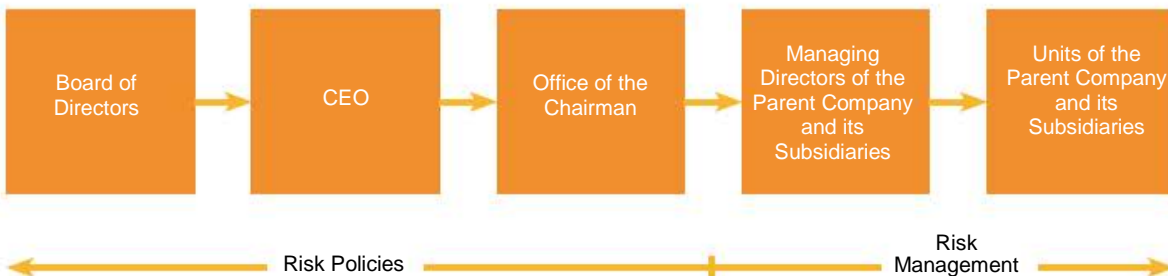 Board of
Directors
CEO
Office of the
Chairman
Managing
Directors of the
Parent Company
and its
Subsidiaries
Units of the
Parent Company
and its
Subsidiaries
Risk Policies
Risk
Management